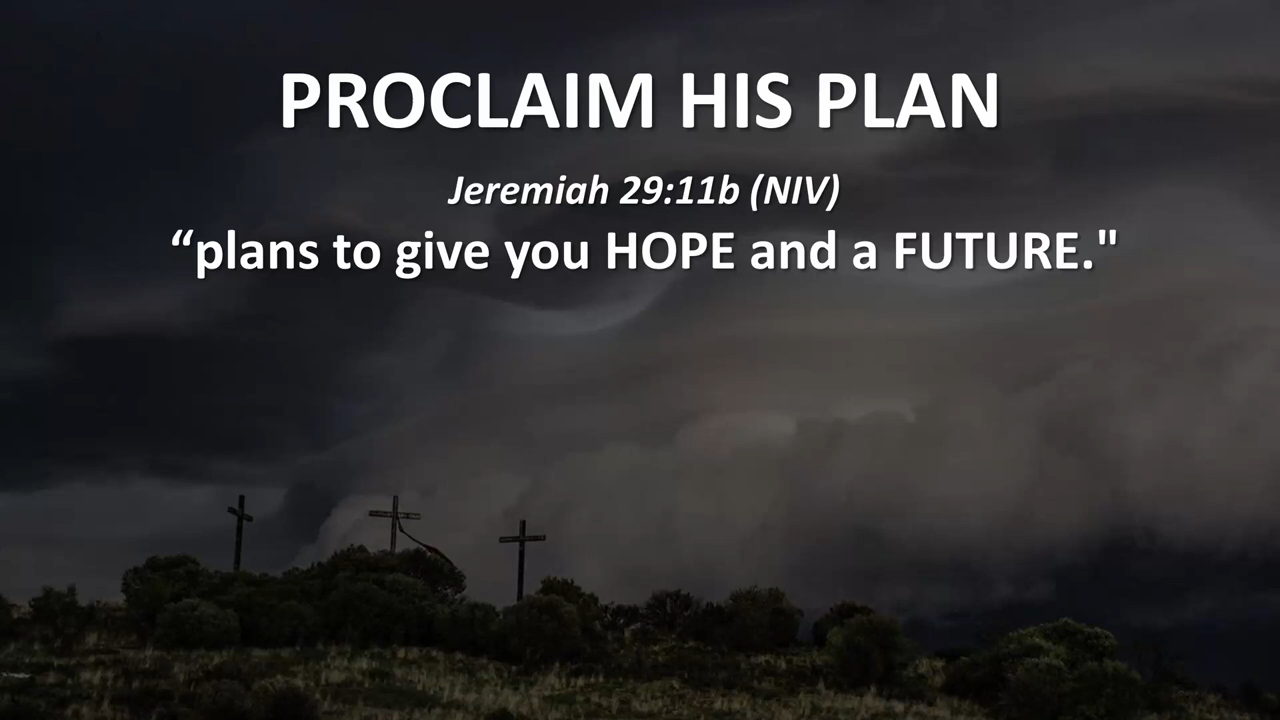 PROCLAIM HIS PLAN
Jeremiah 29:11b (NIV)
“plans to give you HOPE and a FUTURE."